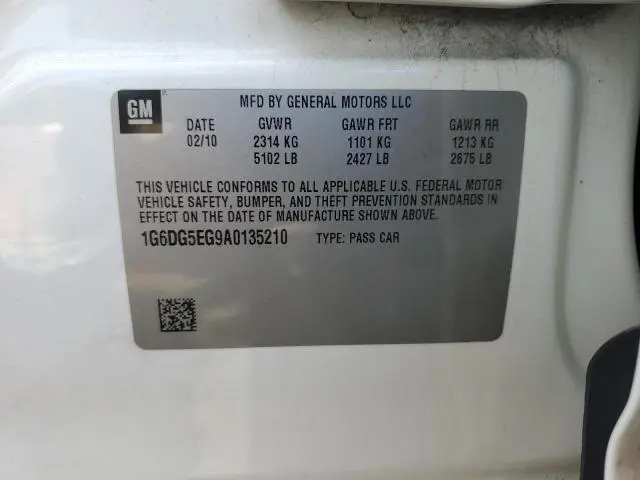 GM
MFD BY GENERAL MOTORS LLC
DATE GVWR GAWR FRT GAWR RR
02/10 2314 KG 1101 KG 1213 KG
5102 LB 2427 LB 2675 LB
THIS VEHICLE CONFORMS TO ALL APPLICABLE U.S. FEDERAL MOTOR
VEHICLE SAFETY, BUMPER, AND THEFT PREVENTION STANDARDS IN
EFFECT ON THE DATE OF MANUFACTURE SHOWN ABOVE.
1G6DG5EG9A0135210 TYPE: PASS CAR